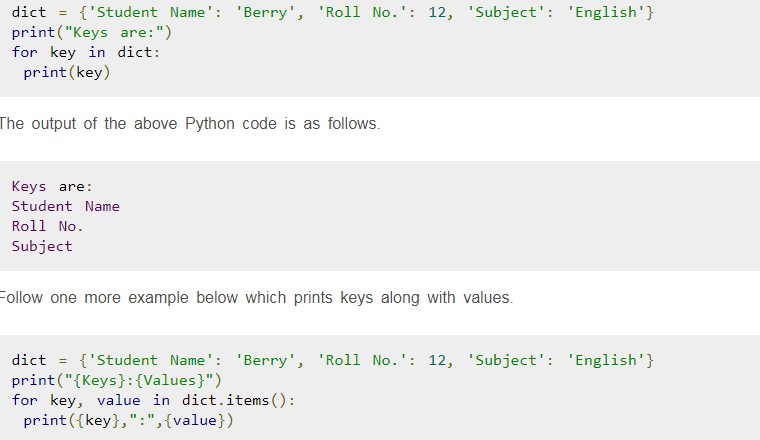 dict = {'Student Name': 'Berry', 'Roll No.': 12, 'Subject': 'English'}
print("Keys are:")
for key in dict:
 print(key)
The output of the above Python code is as follows.
Keys are:
Student Name
Roll No.
Subject
Follow one more example below which prints keys along with values.
dict = {'Student Name': 'Berry', 'Roll No.': 12, 'Subject': 'English'}
print("{Keys}:{Values}")
for key, value in dict.items():
 print({key},":",{value})